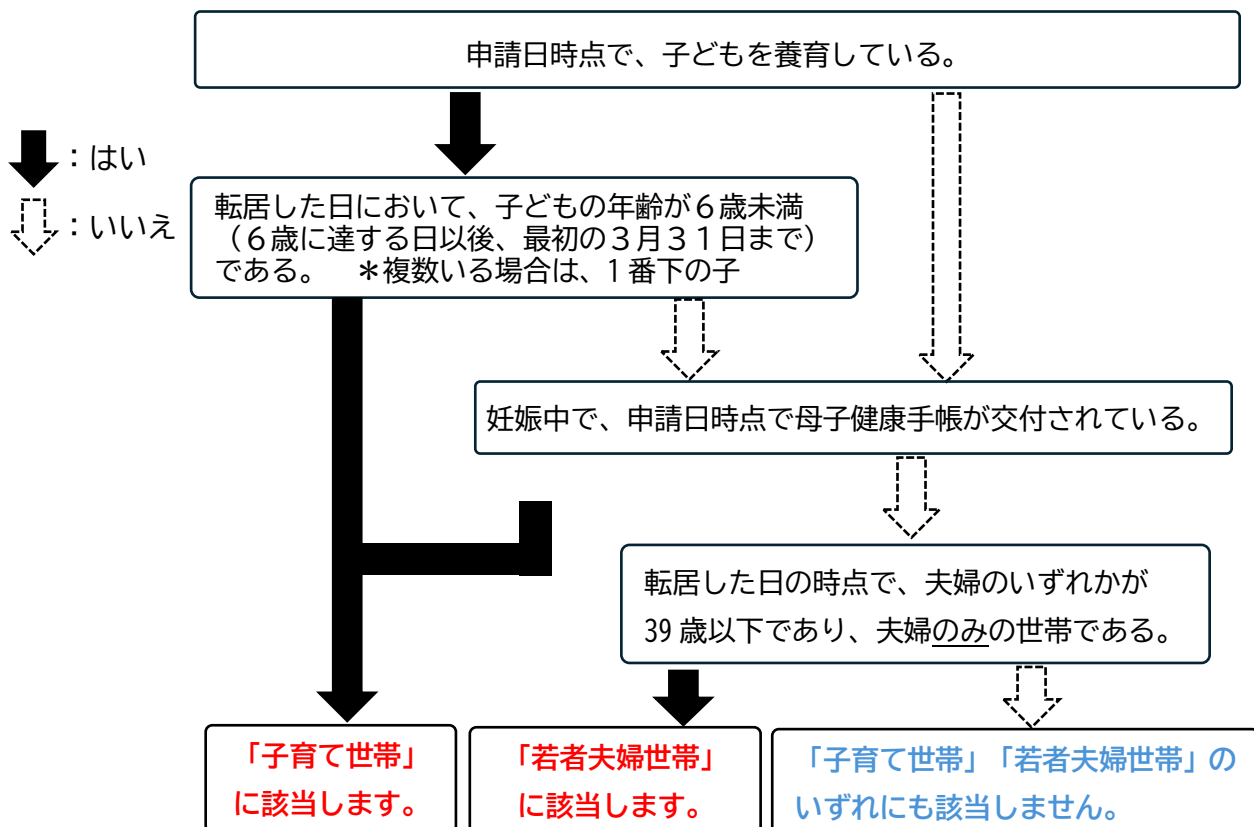 申請日時点で、子どもを養育している。
：はい
：いいえ
転居した日において、子どもの年齢が６歳未満
（６歳に達する日以後、最初の３月３１日まで）
である。　＊複数いる場合は、1 番下の子
妊娠中で、申請日時点で母子健康手帳が交付されている。
転居した日の時点で、夫婦のいずれかが
39 歳以下であり、夫婦のみの世帯である。
「子育て世帯」
に該当します。
「若者夫婦世帯」
に該当します。
「子育て世帯」「若者夫婦世帯」の
いずれにも該当しません。